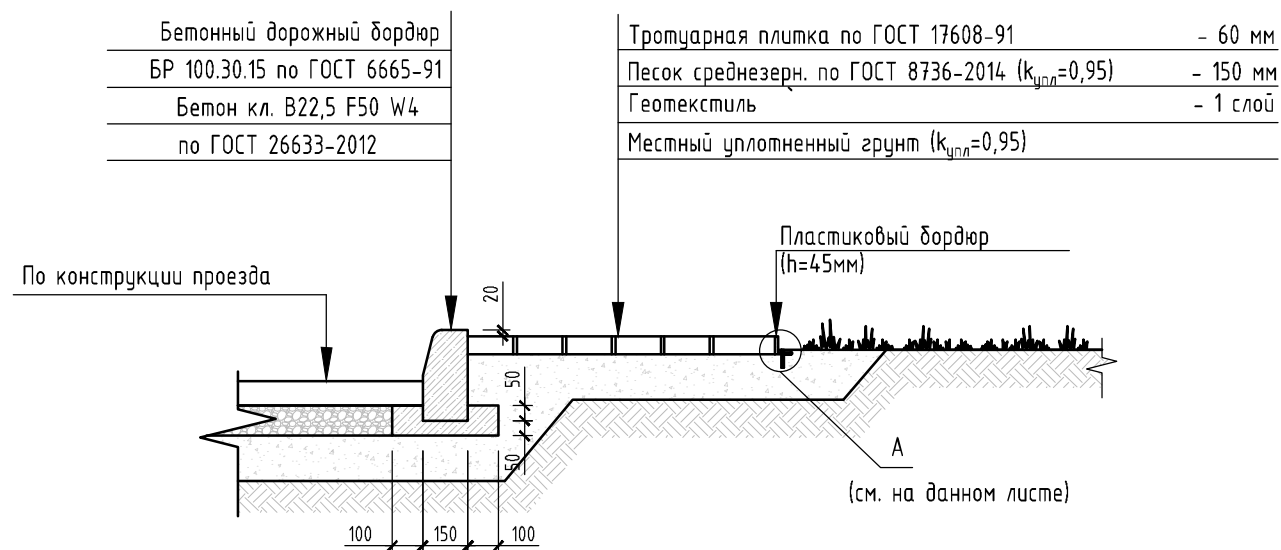 Бетонный дорожный бордюр
БР 100.30.15 по ГОСТ 6665-91
Бетон кл. В22,5 F50 W4
по ГОСТ 26633-2012
Тротуарная плитка по ГОСТ 17608-91 - 60 мм
Песок среднезерн. по ГОСТ 8736-2014 (kупл=0,95) - 150 мм
Геотекстиль - 1 слой
Местный уплотненный грунт (kупл=0,95)
Пластиковый бордюр
(h=45мм)
По конструкции проезда
20
50
50
А
(см. на данном листе)
100 150 100